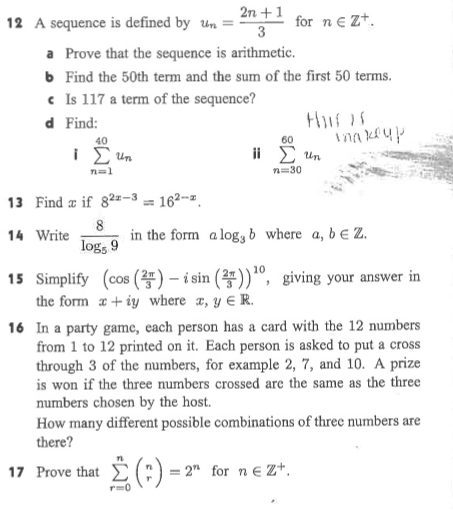 12 A sequence is defined by uₙ = (2n + 1)/3 for n ∈ ℤ⁺.
a Prove that the sequence is arithmetic.
b Find the 50th term and the sum of the first 50 terms.
c Is 117 a term of the sequence?
d Find:
This is
makeup
i ∑_{n=1}^{40} uₙ ii ∑_{n=30}^{60} uₙ
13 Find x if 8^{2x−3} = 16^{2−x}.
14 Write 8/(log₅ 9) in the form a log₃ b where a, b ∈ ℤ.
15 Simplify (cos (2π/3) − i sin (2π/3))^{10}, giving your answer in
the form x + iy where x, y ∈ ℝ.
16 In a party game, each person has a card with the 12 numbers
from 1 to 12 printed on it. Each person is asked to put a cross
through 3 of the numbers, for example 2, 7, and 10. A prize
is won if the three numbers crossed are the same as the three
numbers chosen by the host.
How many different possible combinations of three numbers are
there?
17 Prove that ∑_{r=0}^{n} (n r) = 2ⁿ for n ∈ ℤ⁺.